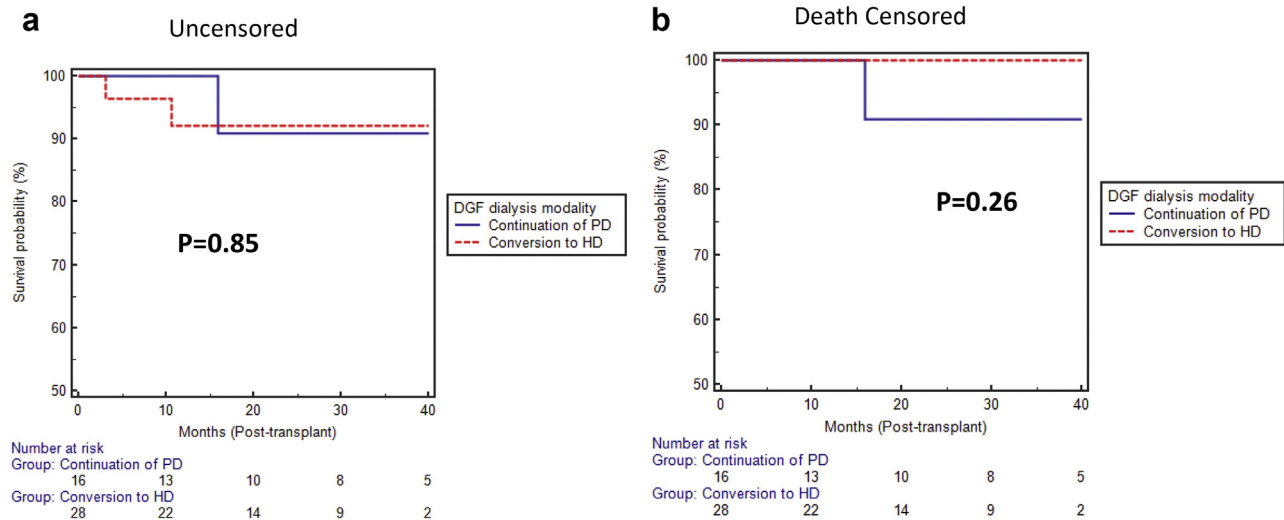 a
Uncensored
100
90
80
70
60
50
Survival probability (%)
P=0.85
0 10 20 30 40
Months (Post-transplant)
DGF dialysis modality
Continuation of PD
Conversion to HD
Number at risk
Group: Continuation of PD
16 13 10 8 5
Group: Conversion to HD
28 22 14 9 2
b
Death Censored
100
90
80
70
60
50
Survival probability (%)
P=0.26
0 10 20 30 40
Months (Post-transplant)
DGF dialysis modality
Continuation of PD
Conversion to HD
Number at risk
Group: Continuation of PD
16 13 10 8 5
Group: Conversion to HD
28 22 14 9 2